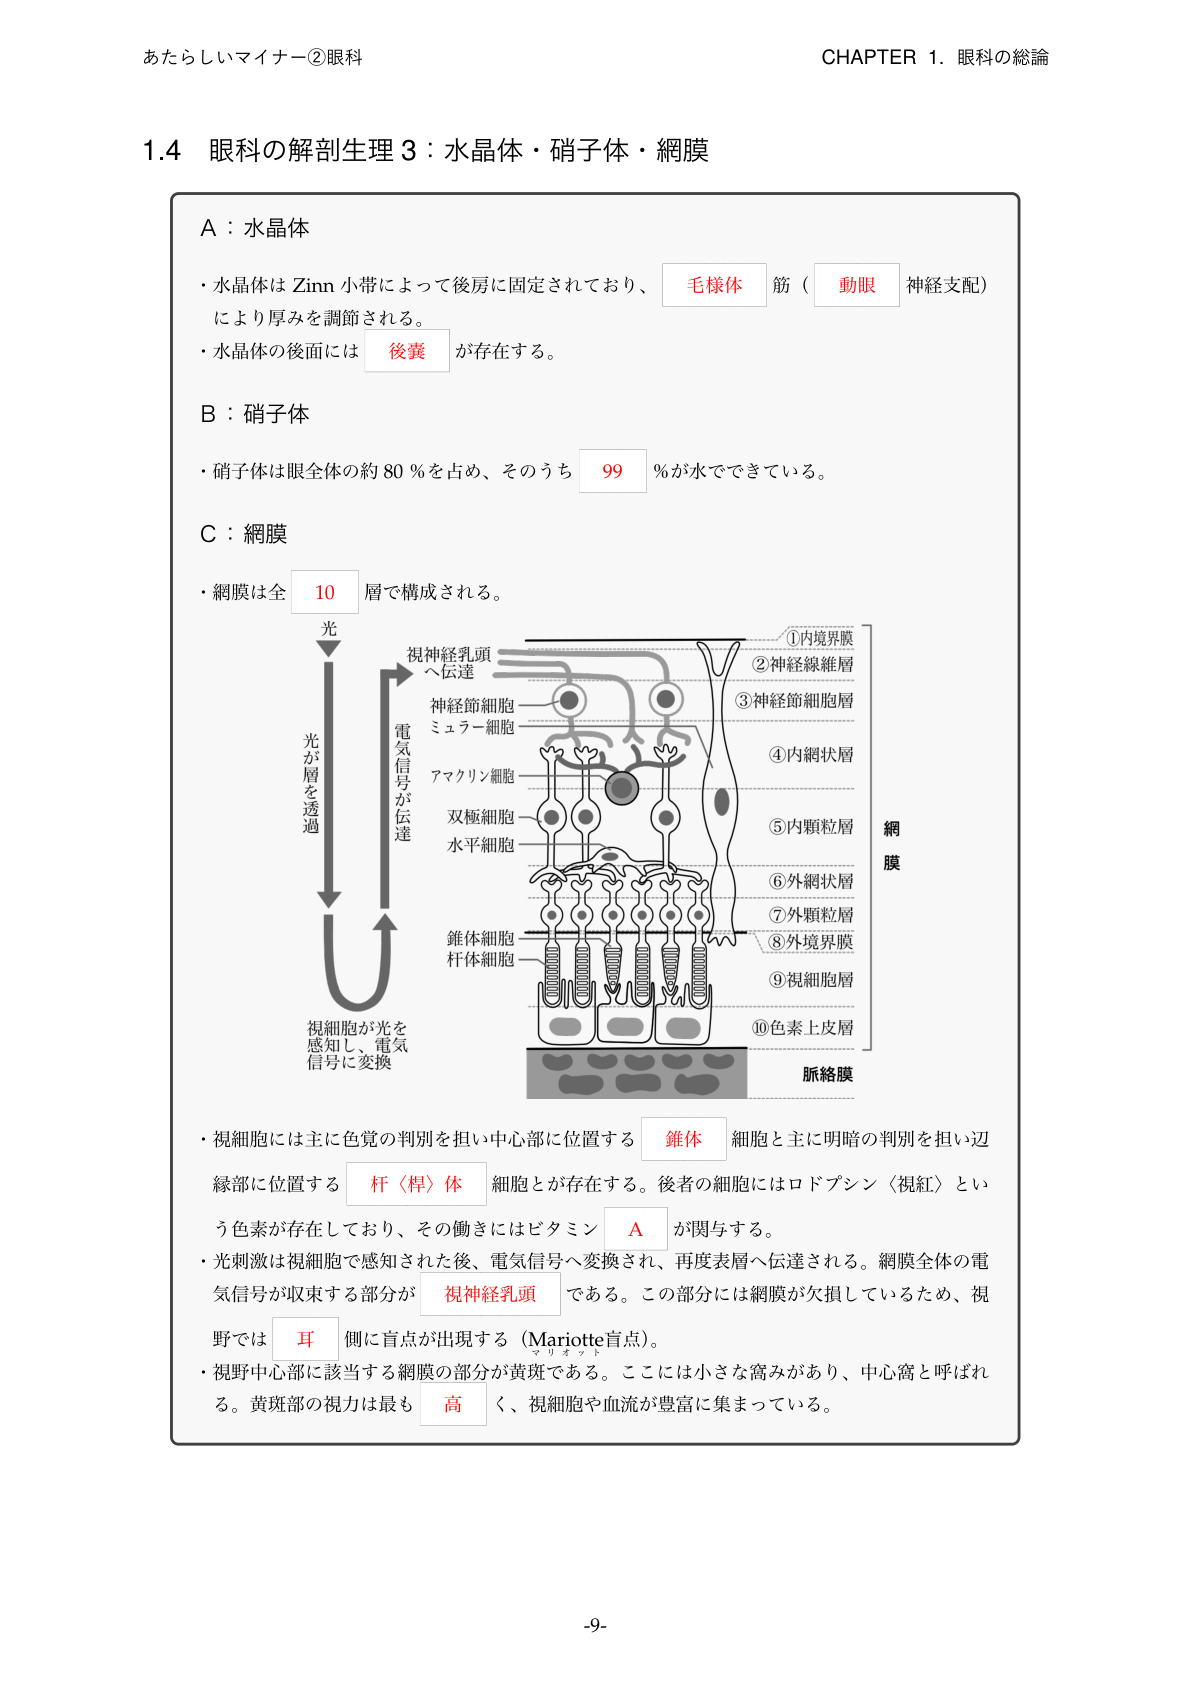 あたらしいマイナー②眼科
CHAPTER 1. 眼科の総論
1.4 眼科の解剖生理 3：水晶体・硝子体・網膜
A：水晶体
・水晶体は Zinn 小帯によって後房に固定されており、 毛様体 筋（ 動眼 神経支配）
により厚みを調節される。
・水晶体の後面には 後嚢 が存在する。
B：硝子体
・硝子体は眼全体の約 80 %を占め、そのうち 99 %が水でできている。
C：網膜
・網膜は全 10 層で構成される。
光
光が層を透過
電気信号が伝達
視細胞が光を
感知し、電気
信号に変換
視神経乳頭
へ伝達
神経節細胞
ミュラー細胞
アマクリン細胞
双極細胞
水平細胞
錐体細胞
杆体細胞
①内境界膜
②神経線維層
③神経節細胞層
④内網状層
⑤内顆粒層
⑥外網状層
⑦外顆粒層
⑧外境界膜
⑨視細胞層
⑩色素上皮層
網膜
脈絡膜
・視細胞には主に色覚の判別を担い中心部に位置する 錐体 細胞と主に明暗の判別を担い辺
縁部に位置する 杆〈桿〉体 細胞とが存在する。後者の細胞にはロドプシン〈視紅〉とい
う色素が存在しており、その働きにはビタミン A が関与する。
・光刺激は視細胞で感知された後、電気信号へ変換され、再度表層へ伝達される。網膜全体の電
気信号が収束する部分が 視神経乳頭 である。この部分には網膜が欠損しているため、視
野では 耳 側に盲点が出現する（Mariotte盲点）。
マリオット
・視野中心部に該当する網膜の部分が黄斑である。ここには小さな窩みがあり、中心窩と呼ばれ
る。黄斑部の視力は最も 高 く、視細胞や血流が豊富に集まっている。
-9-